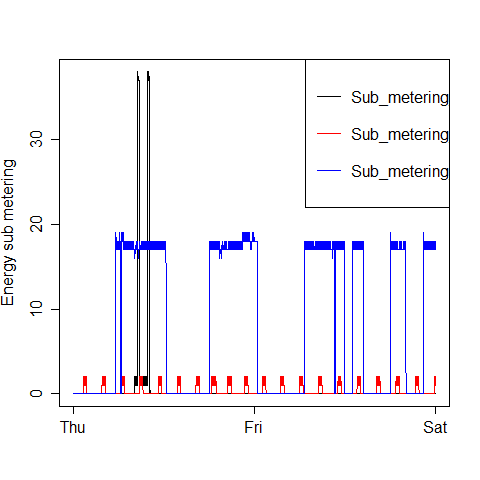 Energy sub metering
30
20
10
0
Sub_metering
Sub_metering
Sub_metering
Thu Fri Sat